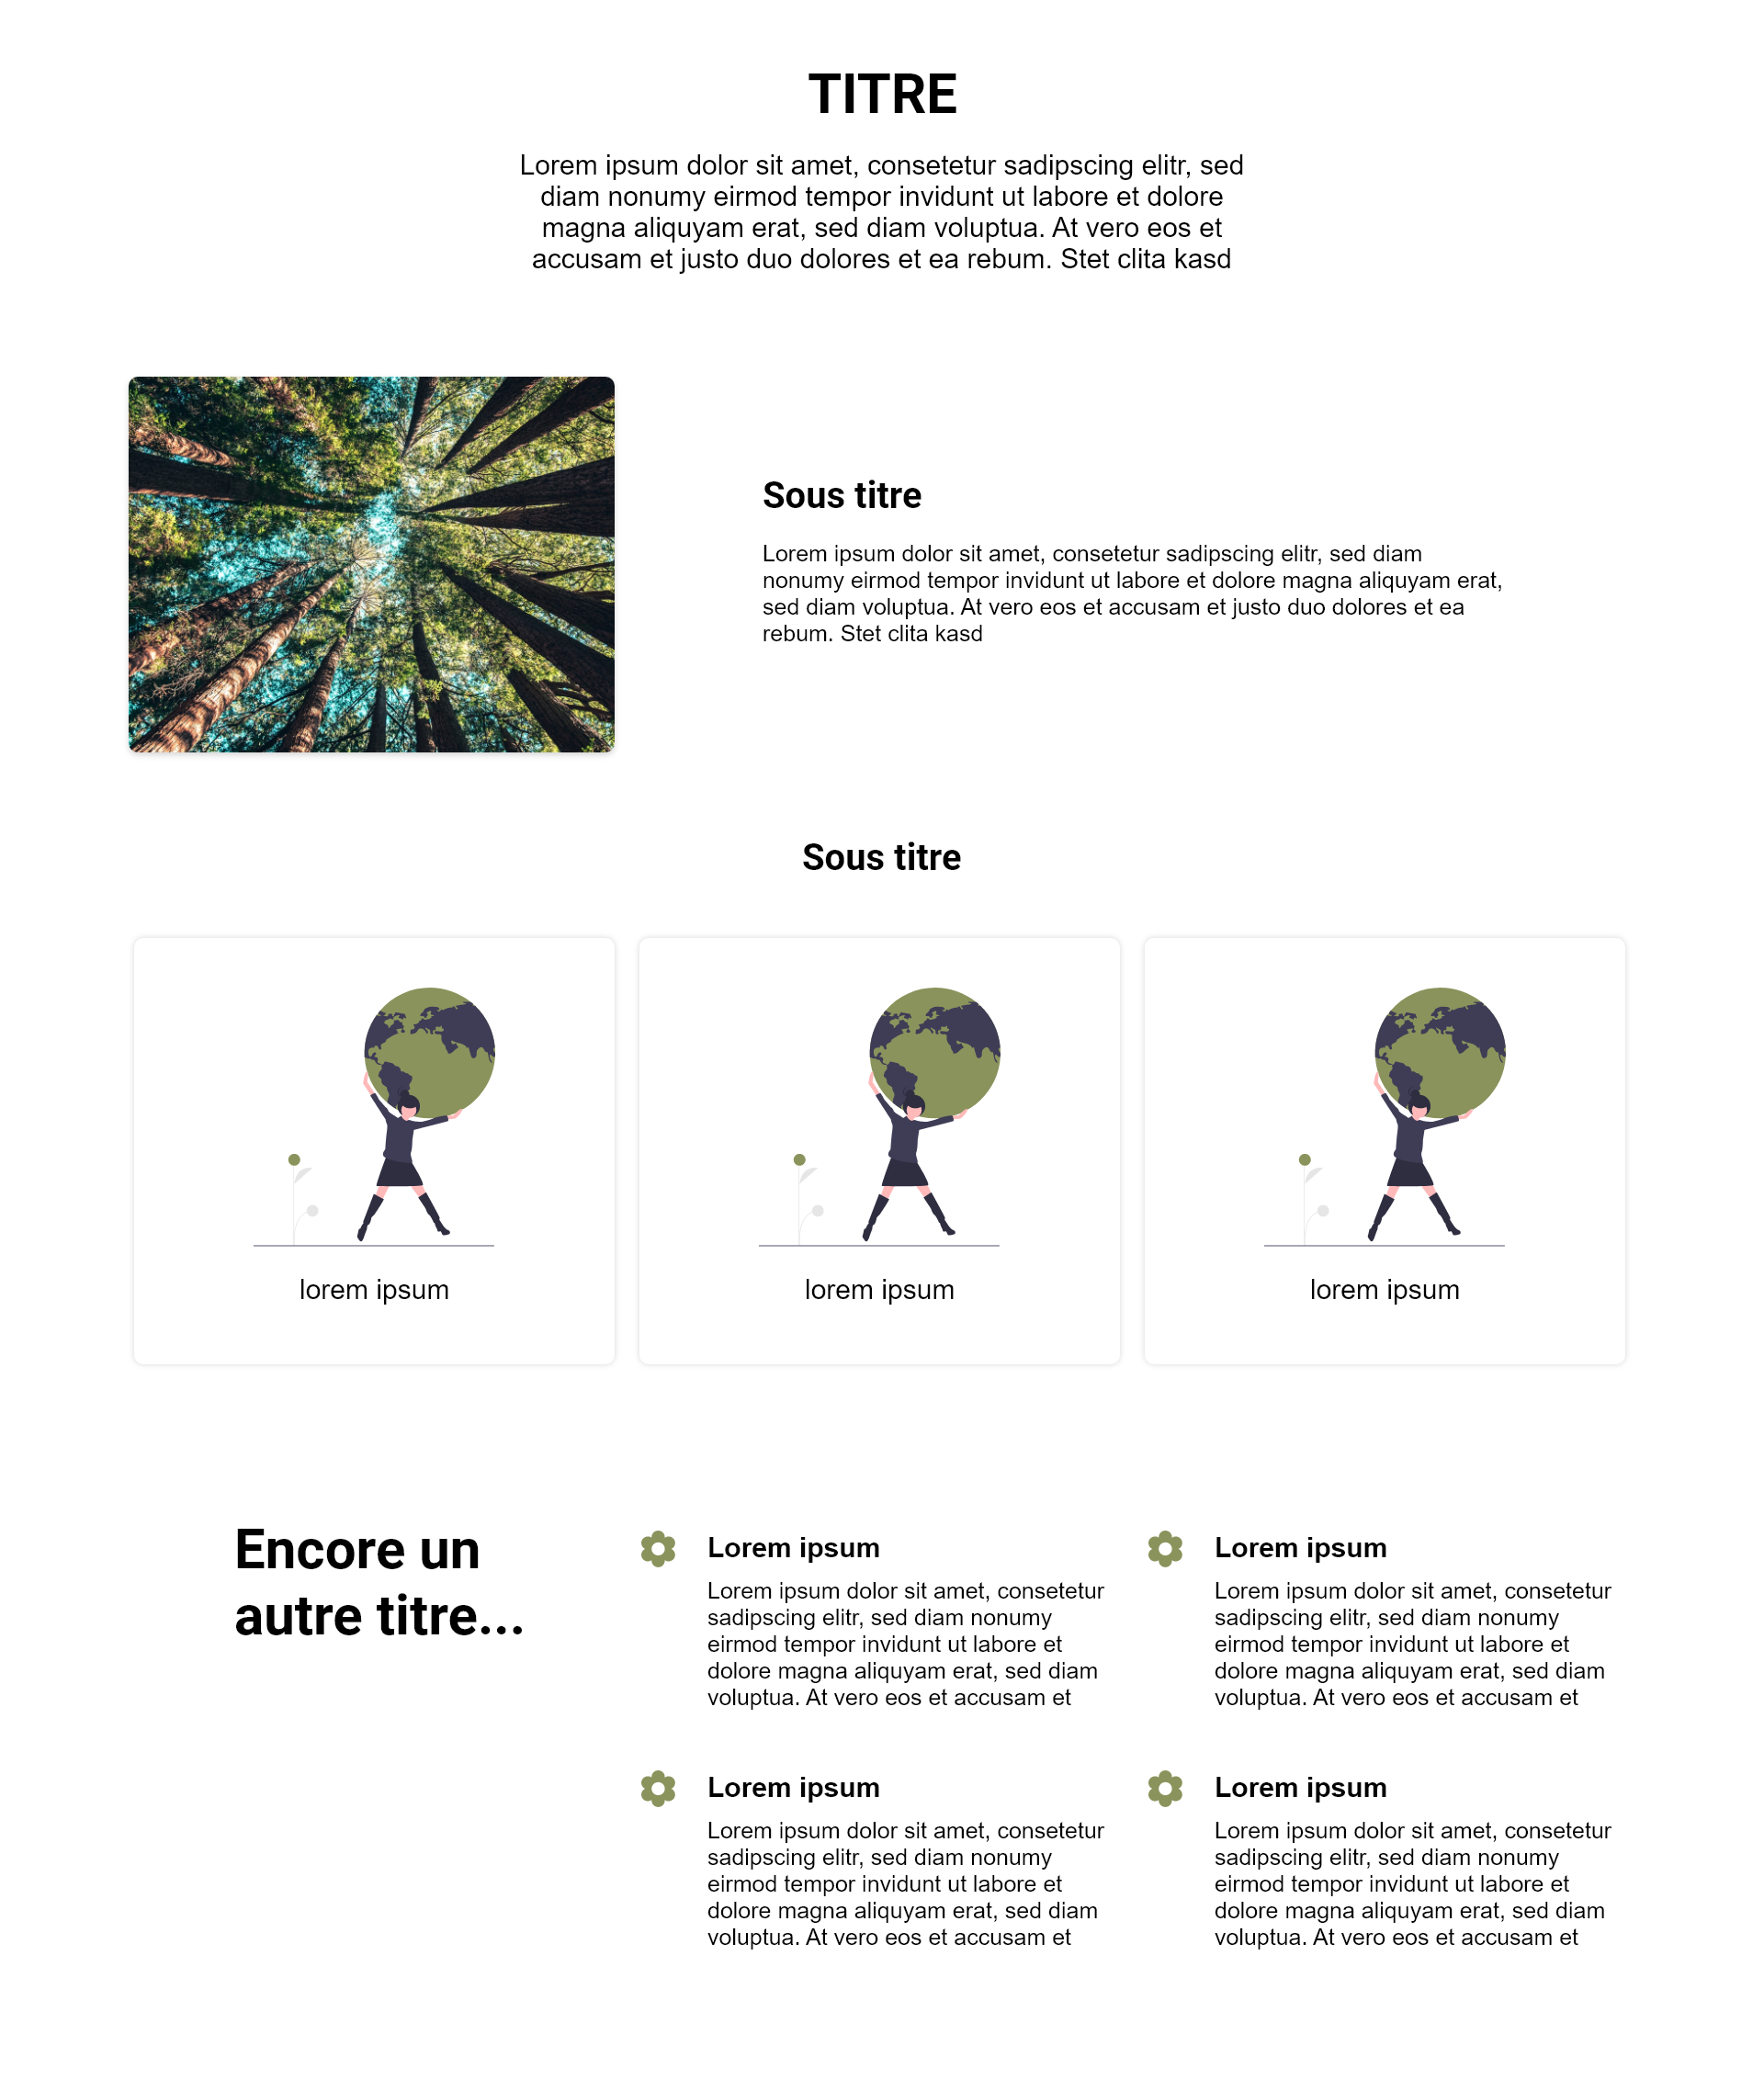 TITRE
Lorem ipsum dolor sit amet, consetetur sadipscing elitr, sed
diam nonumy eirmod tempor invidunt ut labore et dolore
magna aliquyam erat, sed diam voluptua. At vero eos et
accusam et justo duo dolores et ea rebum. Stet clita kasd
Sous titre
Lorem ipsum dolor sit amet, consetetur sadipscing elitr, sed diam
nonumy eirmod tempor invidunt ut labore et dolore magna aliquyam erat,
sed diam voluptua. At vero eos et accusam et justo duo dolores et ea
rebum. Stet clita kasd
Sous titre
lorem ipsum
lorem ipsum
lorem ipsum
Encore un
autre titre...
Lorem ipsum
Lorem ipsum dolor sit amet, consetetur
sadipscing elitr, sed diam nonumy
eirmod tempor invidunt ut labore et
dolore magna aliquyam erat, sed diam
voluptua. At vero eos et accusam et
Lorem ipsum
Lorem ipsum dolor sit amet, consetetur
sadipscing elitr, sed diam nonumy
eirmod tempor invidunt ut labore et
dolore magna aliquyam erat, sed diam
voluptua. At vero eos et accusam et
Lorem ipsum
Lorem ipsum dolor sit amet, consetetur
sadipscing elitr, sed diam nonumy
eirmod tempor invidunt ut labore et
dolore magna aliquyam erat, sed diam
voluptua. At vero eos et accusam et
Lorem ipsum
Lorem ipsum dolor sit amet, consetetur
sadipscing elitr, sed diam nonumy
eirmod tempor invidunt ut labore et
dolore magna aliquyam erat, sed diam
voluptua. At vero eos et accusam et